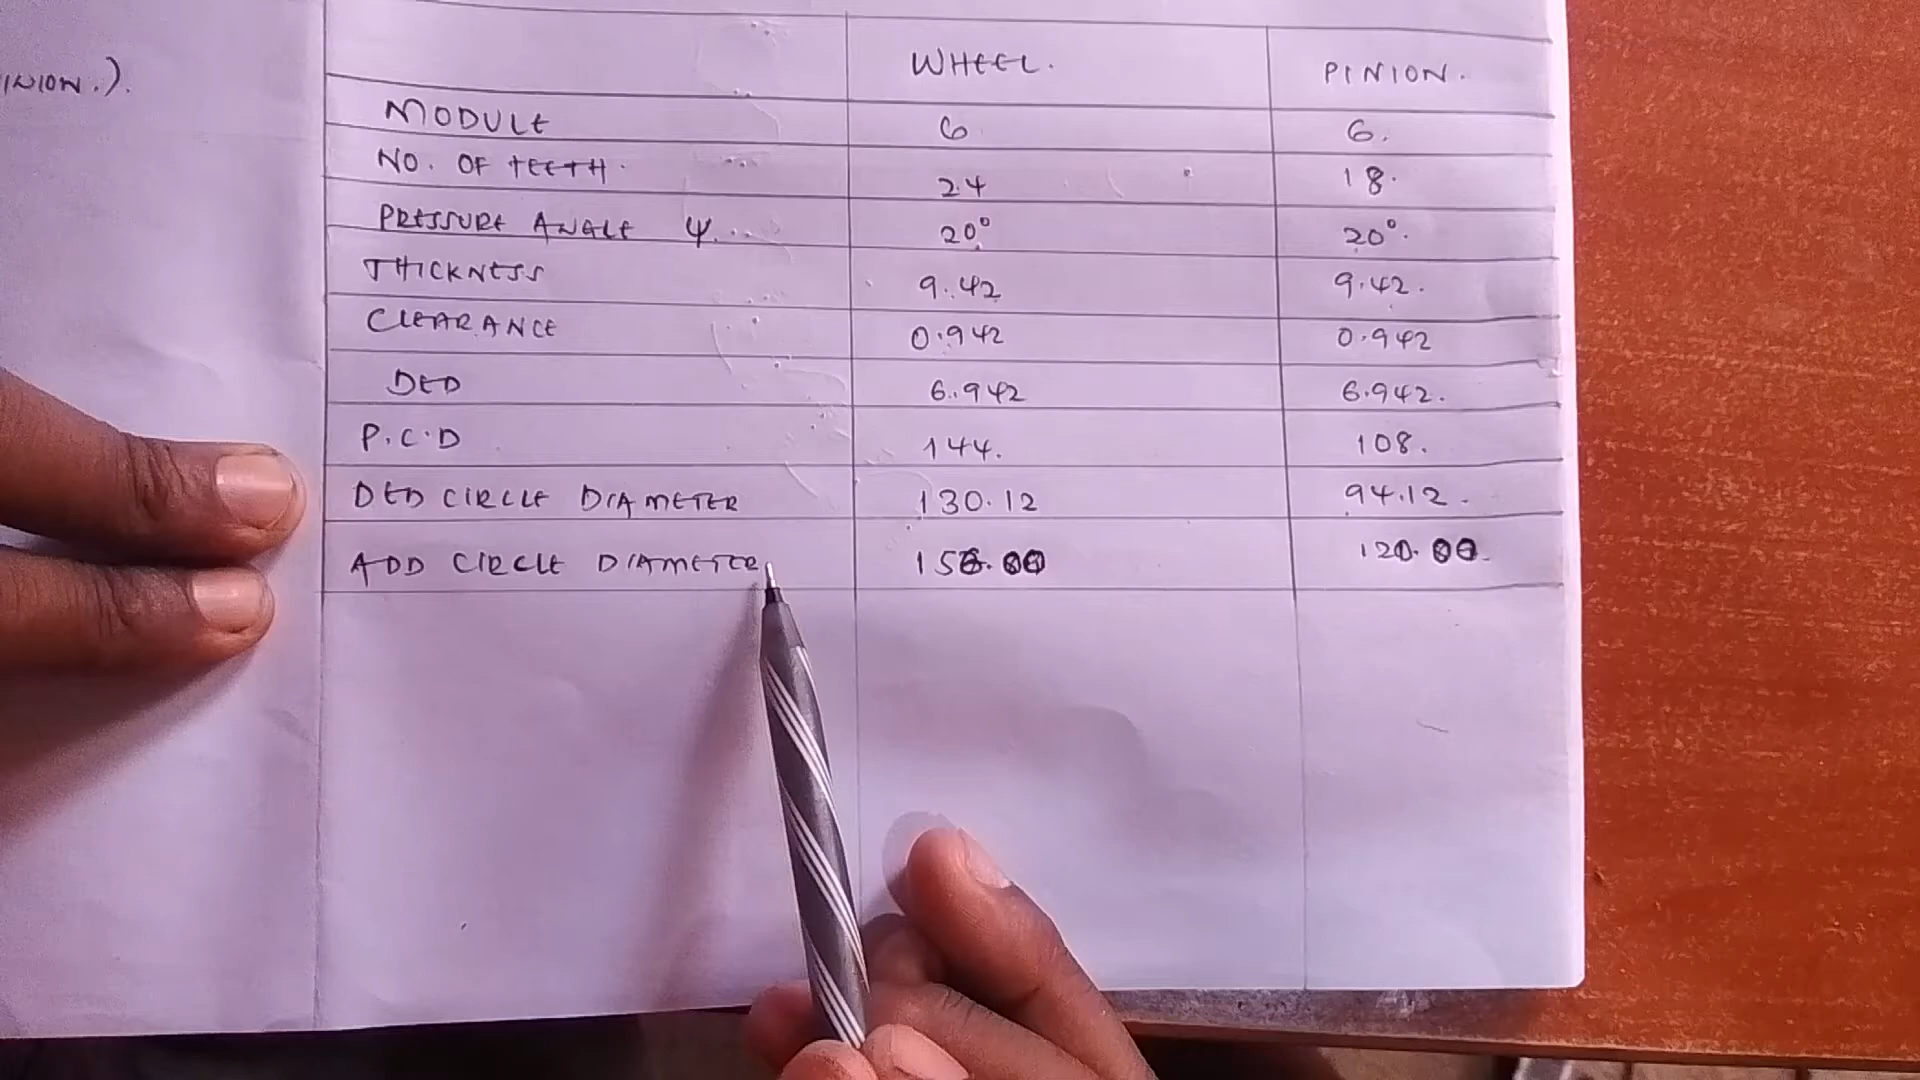 INION.).
WHEEL. PINION.
MODULE 6 6.
NO. OF TEETH. 24 18.
PRESSURE ANGLE ψ... 20° 20°.
THICKNESS 9.42 9.42.
CLEARANCE 0.942 0.942
DED 6.942 6.942.
P.C.D 144. 108.
DED CIRCLE DIAMETER 130.12 94.12.
ADD CIRCLE DIAMETER 156.00 120.00